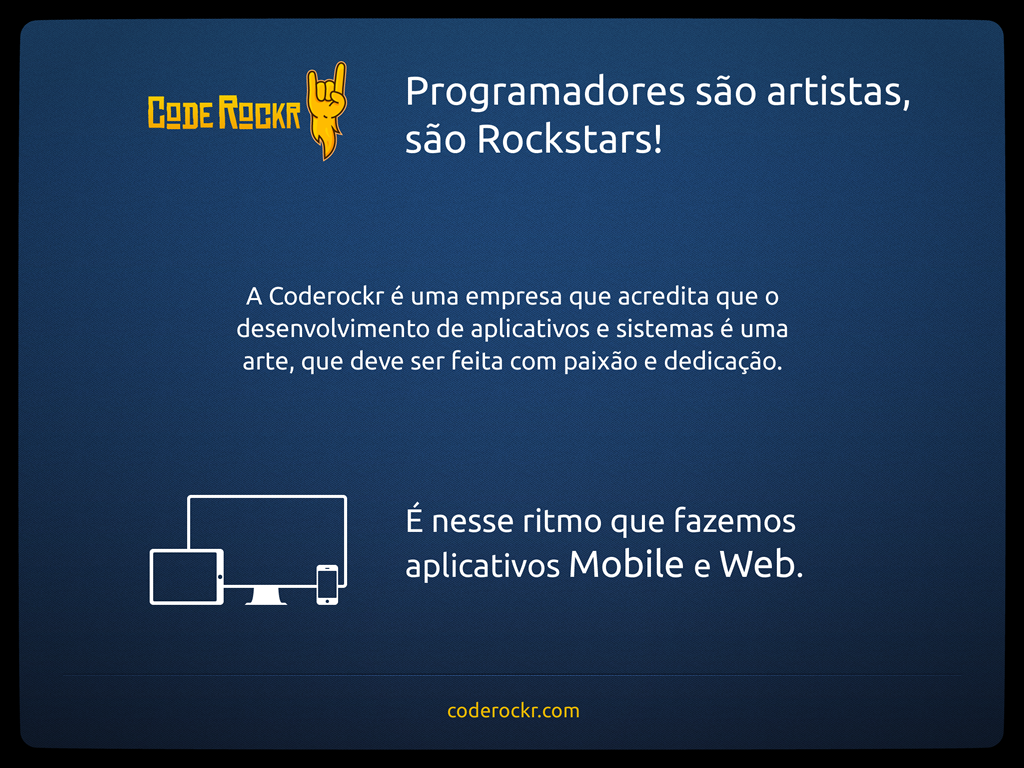 CODE ROCKR
Programadores são artistas,
são Rockstars!
A Coderockr é uma empresa que acredita que o
desenvolvimento de aplicativos e sistemas é uma
arte, que deve ser feita com paixão e dedicação.
É nesse ritmo que fazemos
aplicativos Mobile e Web.
coderockr.com